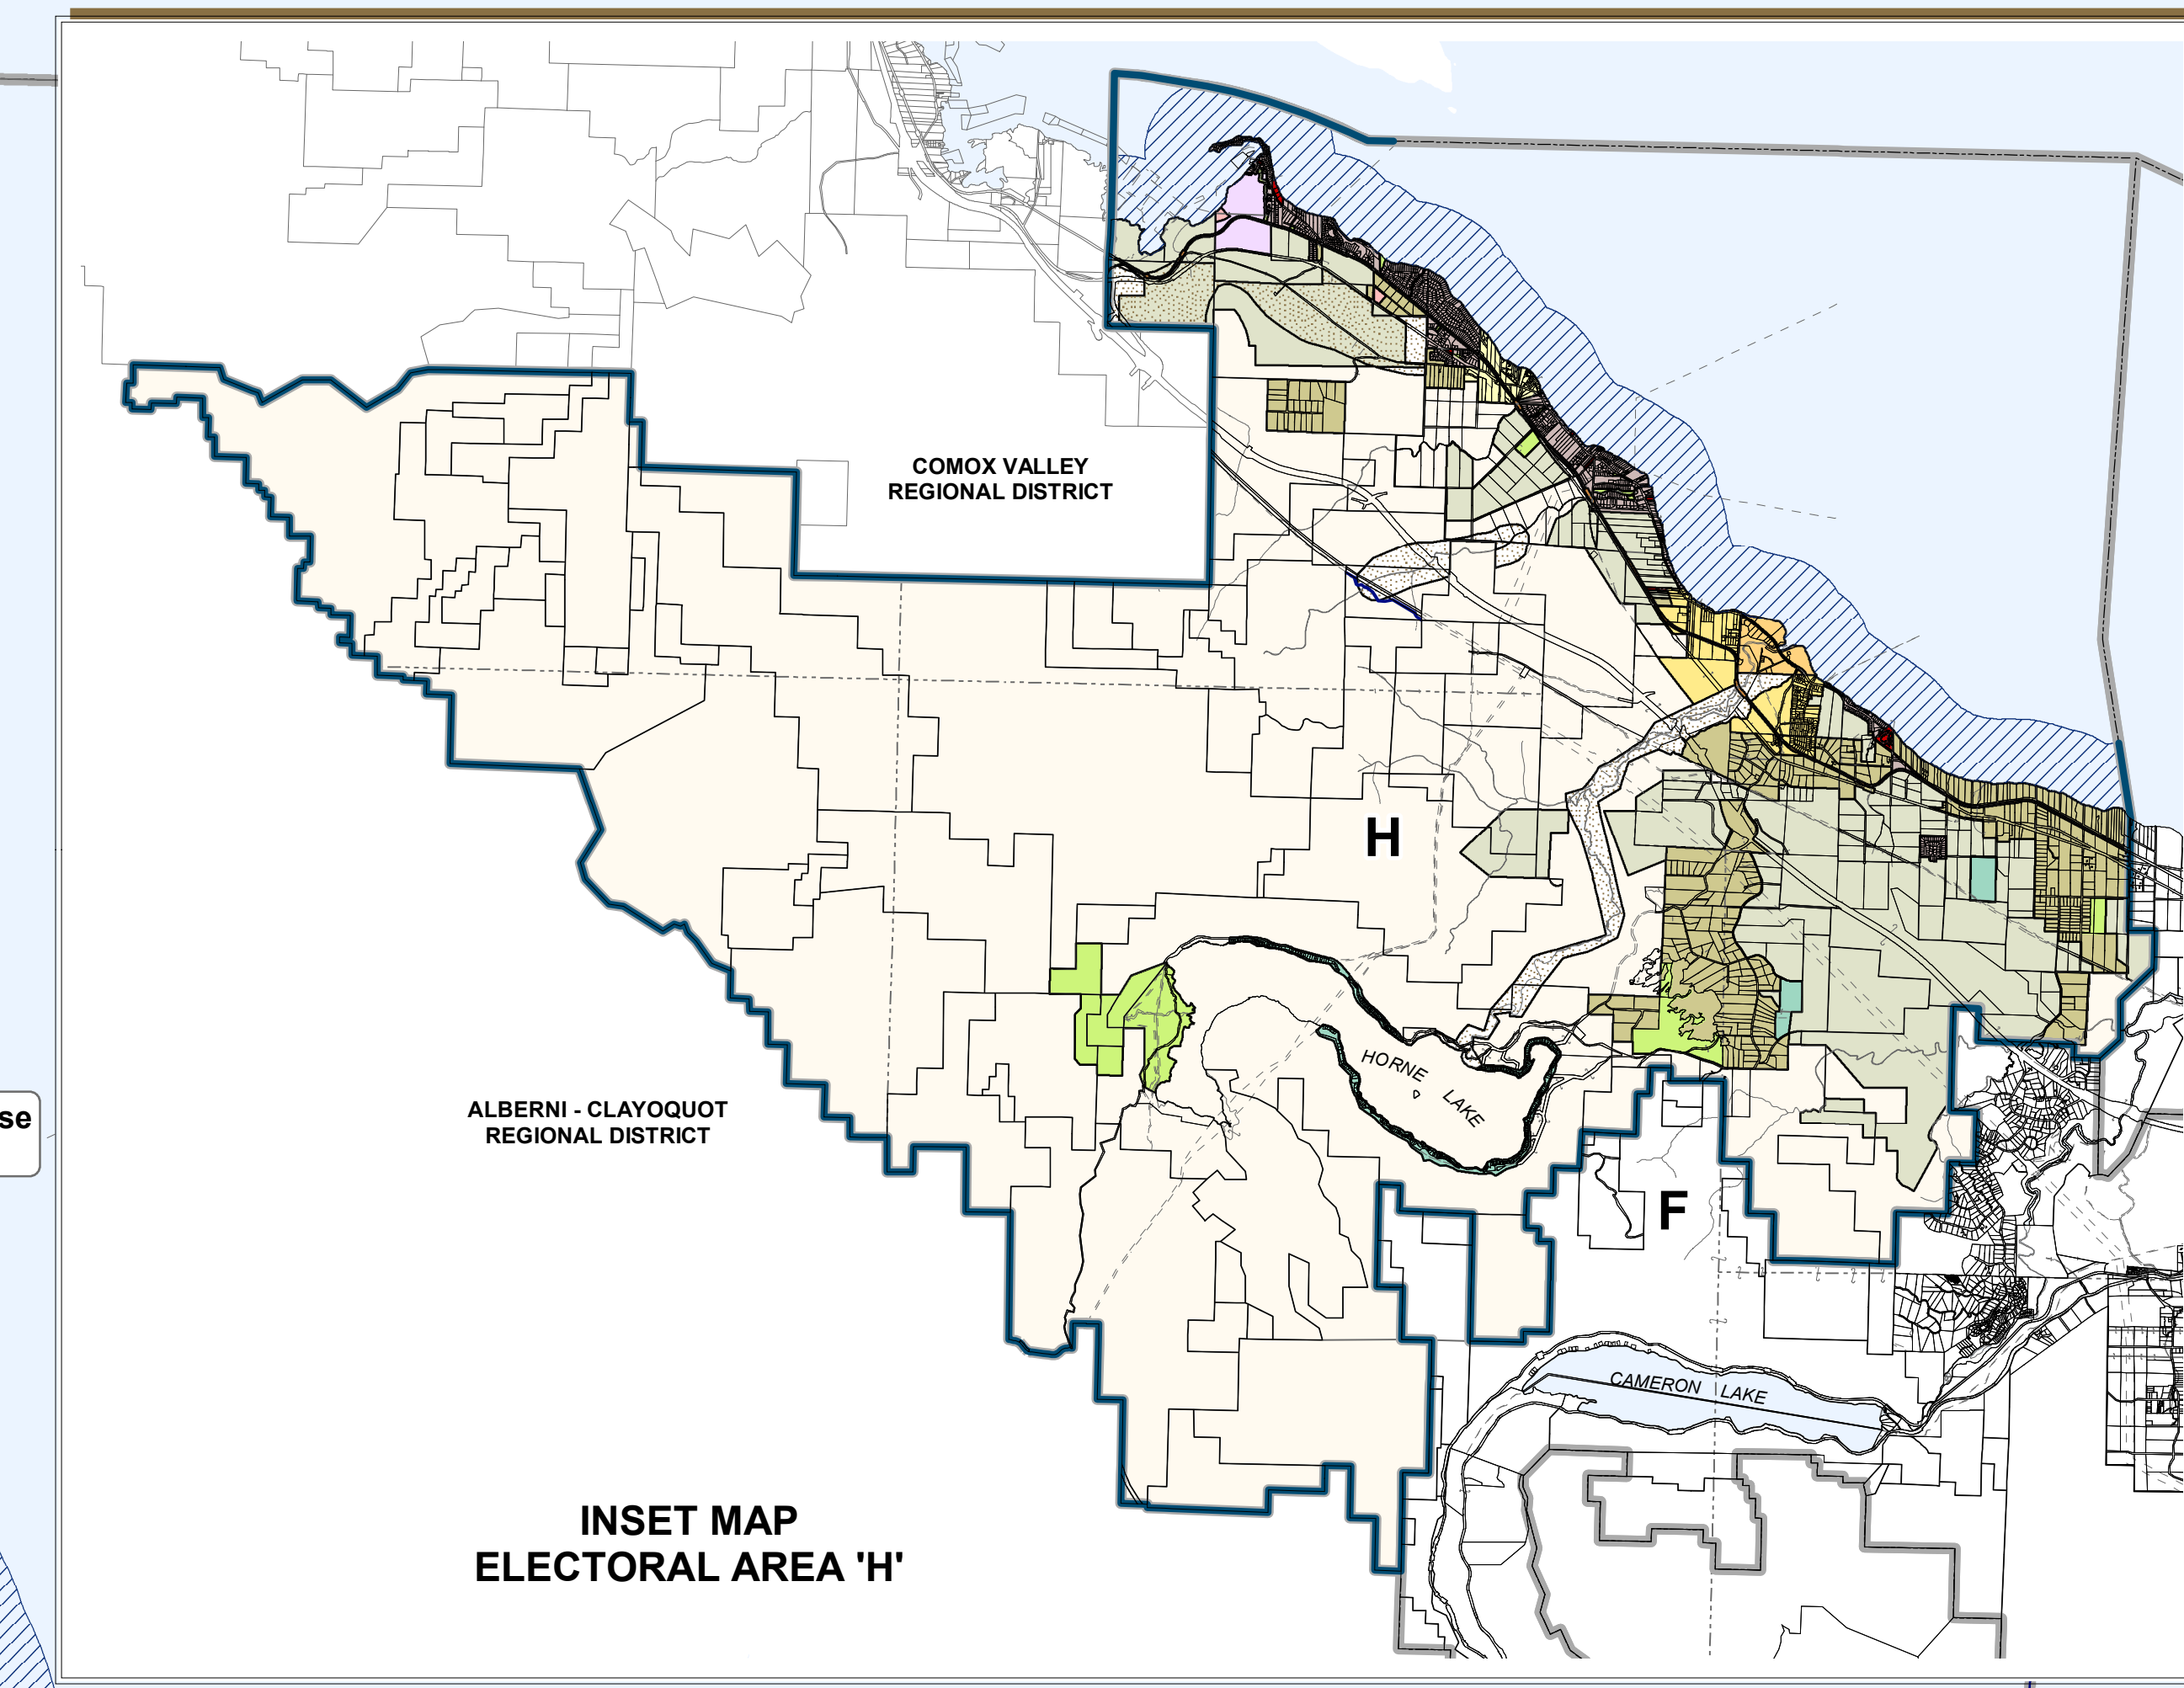 COMOX VALLEY
REGIONAL DISTRICT
H
HORNE LAKE
se
ALBERNI - CLAYOQUOT
REGIONAL DISTRICT
F
CAMERON LAKE
INSET MAP
ELECTORAL AREA 'H'